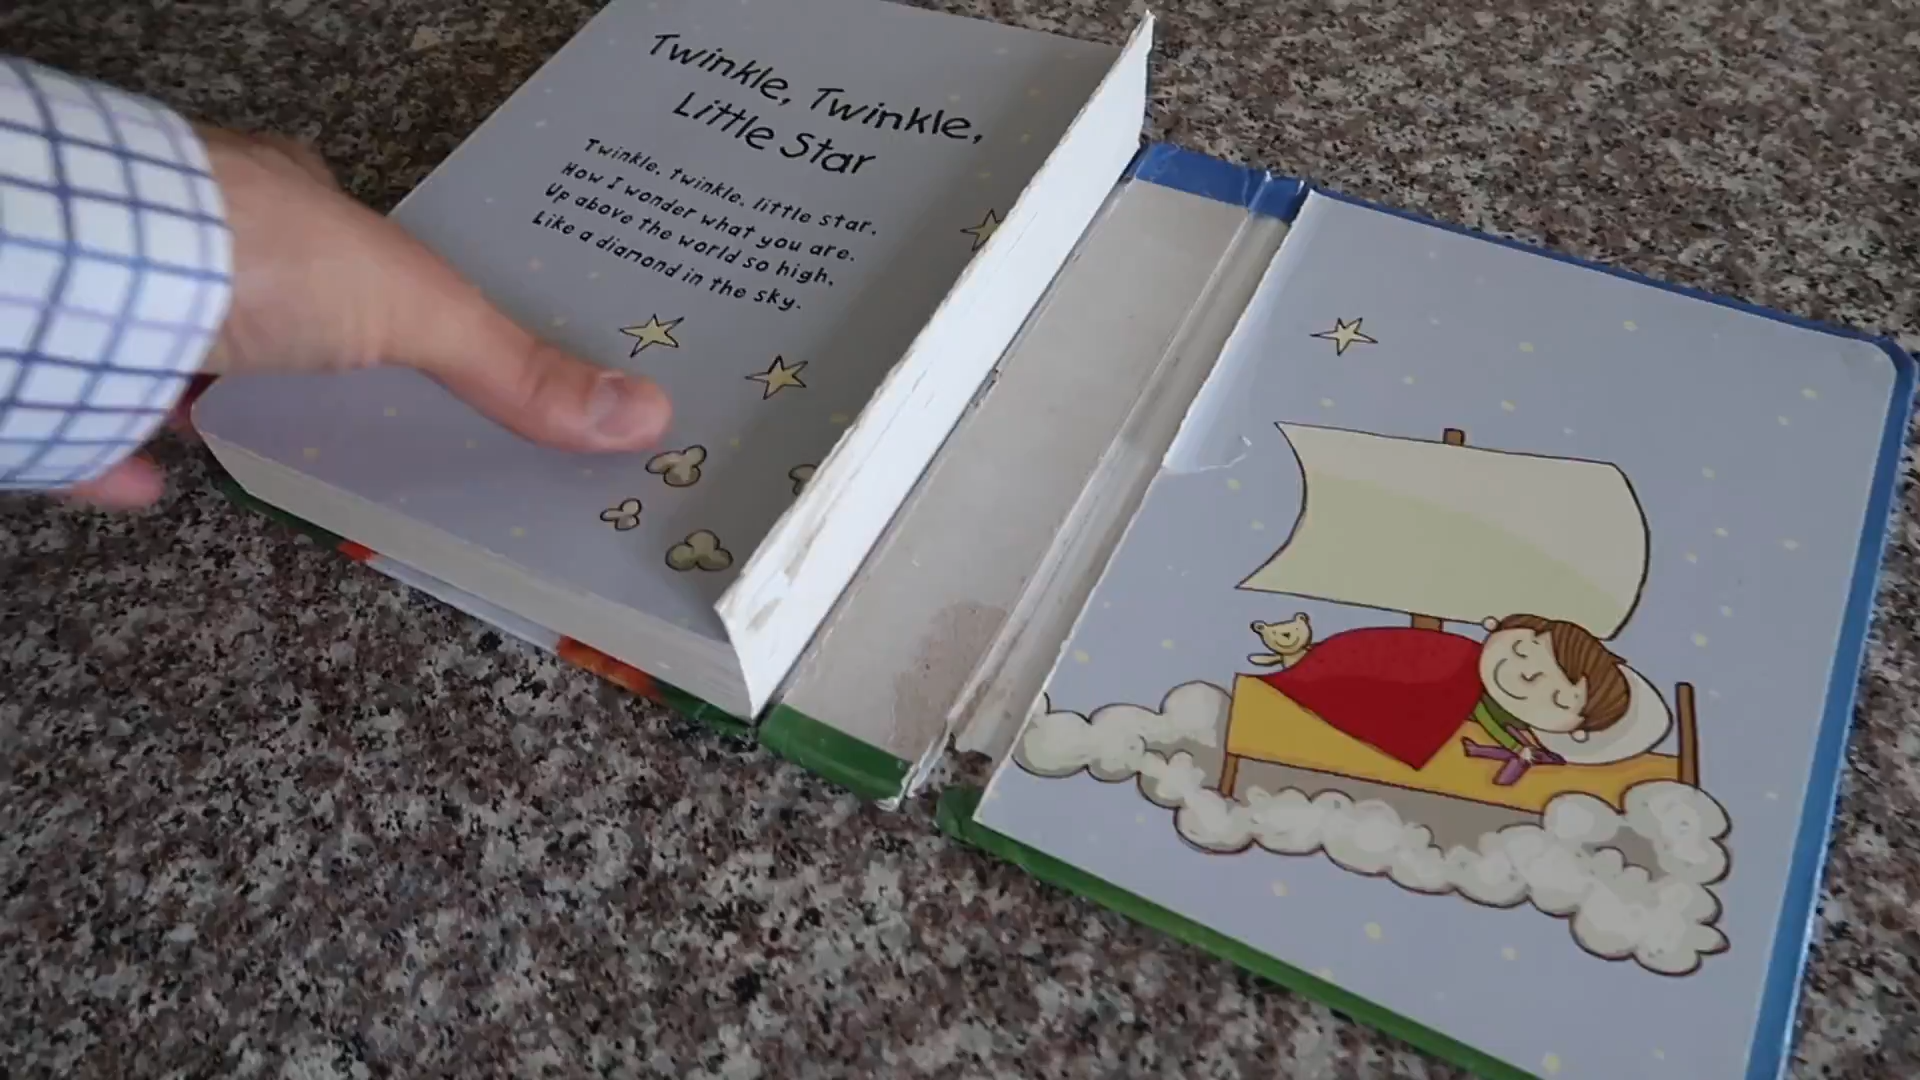 Twinkle, Twinkle,
Little Star
Twinkle, twinkle, little star,
How I wonder what you are.
Up above the world so high,
Like a diamond in the sky.